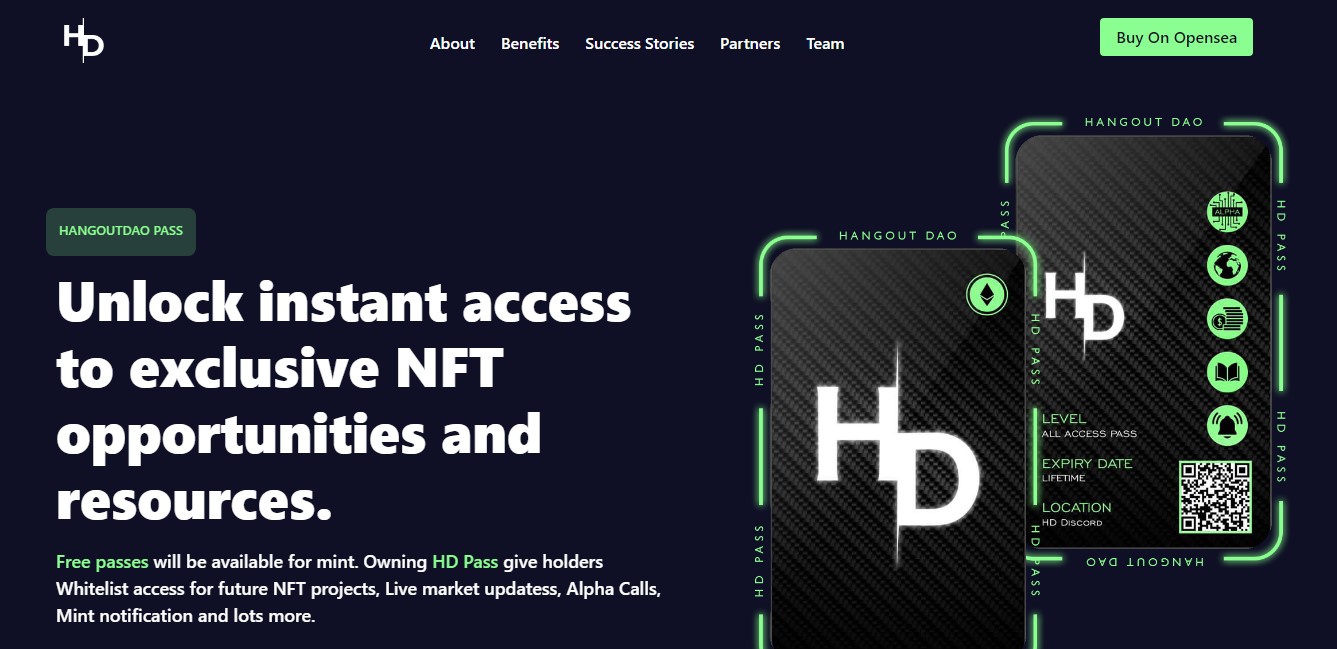 HD
About Benefits Success Stories Partners Team
Buy On Opensea
HANGOUTDAO PASS
Unlock instant access
to exclusive NFT
opportunities and
resources.
Free passes will be available for mint. Owning HD Pass give holders
Whitelist access for future NFT projects, Live market updatess, Alpha Calls,
Mint notification and lots more.
HANGOUT DAO
HD PASS
HD PASS
HD PASS
HD PASS
HD
HANGOUT DAO
PASS
HD PASS
HD PASS
ALPHA
HD
LEVEL
ALL ACCESS PASS
EXPIRY DATE
LIFETIME
LOCATION
HD Discord
HANGOUT DAO